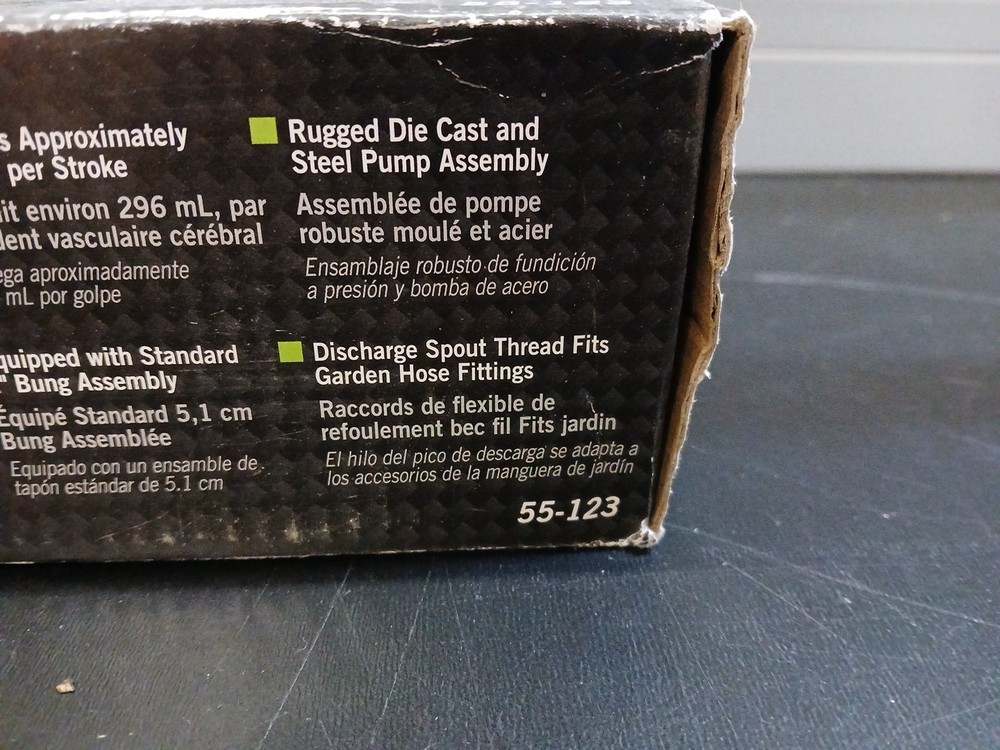 s Approximately
per Stroke
it environ 296 mL, par
dent vasculaire cérébral
ega aproximadamente
mL por golpe
Rugged Die Cast and
Steel Pump Assembly
Assemblée de pompe
robuste moulé et acier
Ensamblaje robusto de fundición
a presión y bomba de acero
quipped with Standard
" Bung Assembly
Équipé Standard 5,1 cm
Bung Assemblée
Equipado con un ensamble de
tapón estándar de 5.1 cm
Discharge Spout Thread Fits
Garden Hose Fittings
Raccords de flexible de
refoulement bec fil Fits jardin
El hilo del pico de descarga se adapta a
los accesorios de la manguera de jardín
55-123